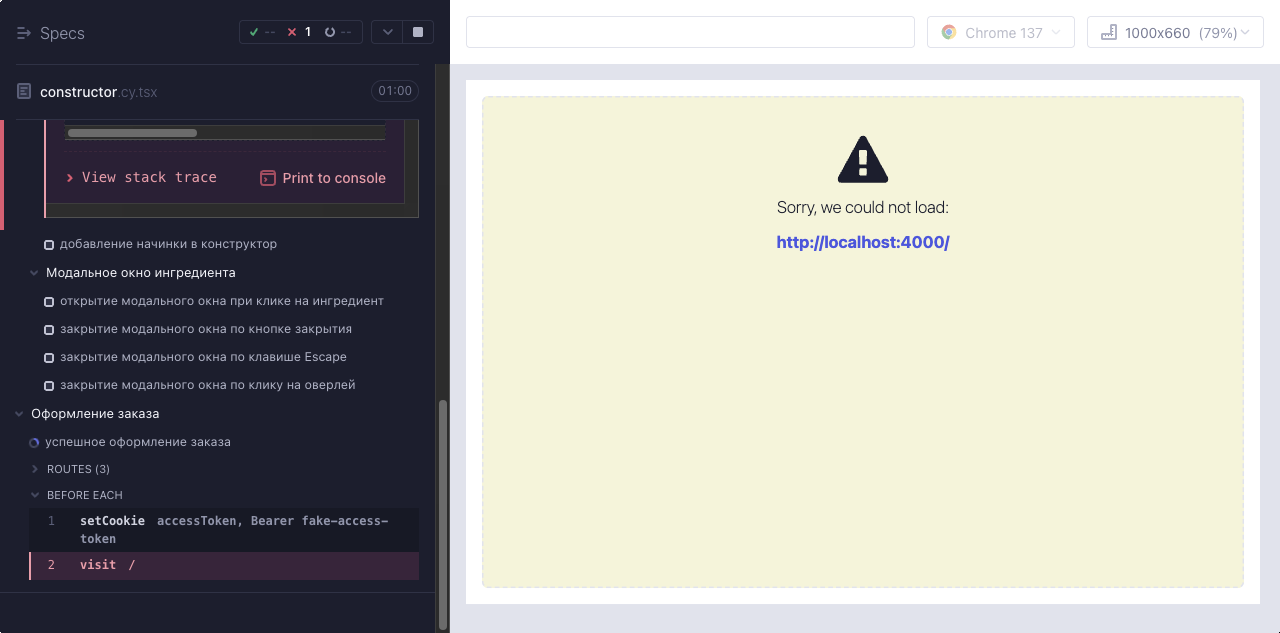 Specs
--
1
--
Chrome 137
1000x660 (79%)
constructor.cy.tsx
01:00
View stack trace
Print to console
добавление начинки в конструктор
Модальное окно ингредиента
открытие модального окна при клике на ингредиент
закрытие модального окна по кнопке закрытия
закрытие модального окна по клавише Escape
закрытие модального окна по клику на оверлей
Оформление заказа
успешное оформление заказа
ROUTES (3)
BEFORE EACH
1 setCookie accessToken, Bearer fake-access-
token
2 visit /
Sorry, we could not load:
http://localhost:4000/